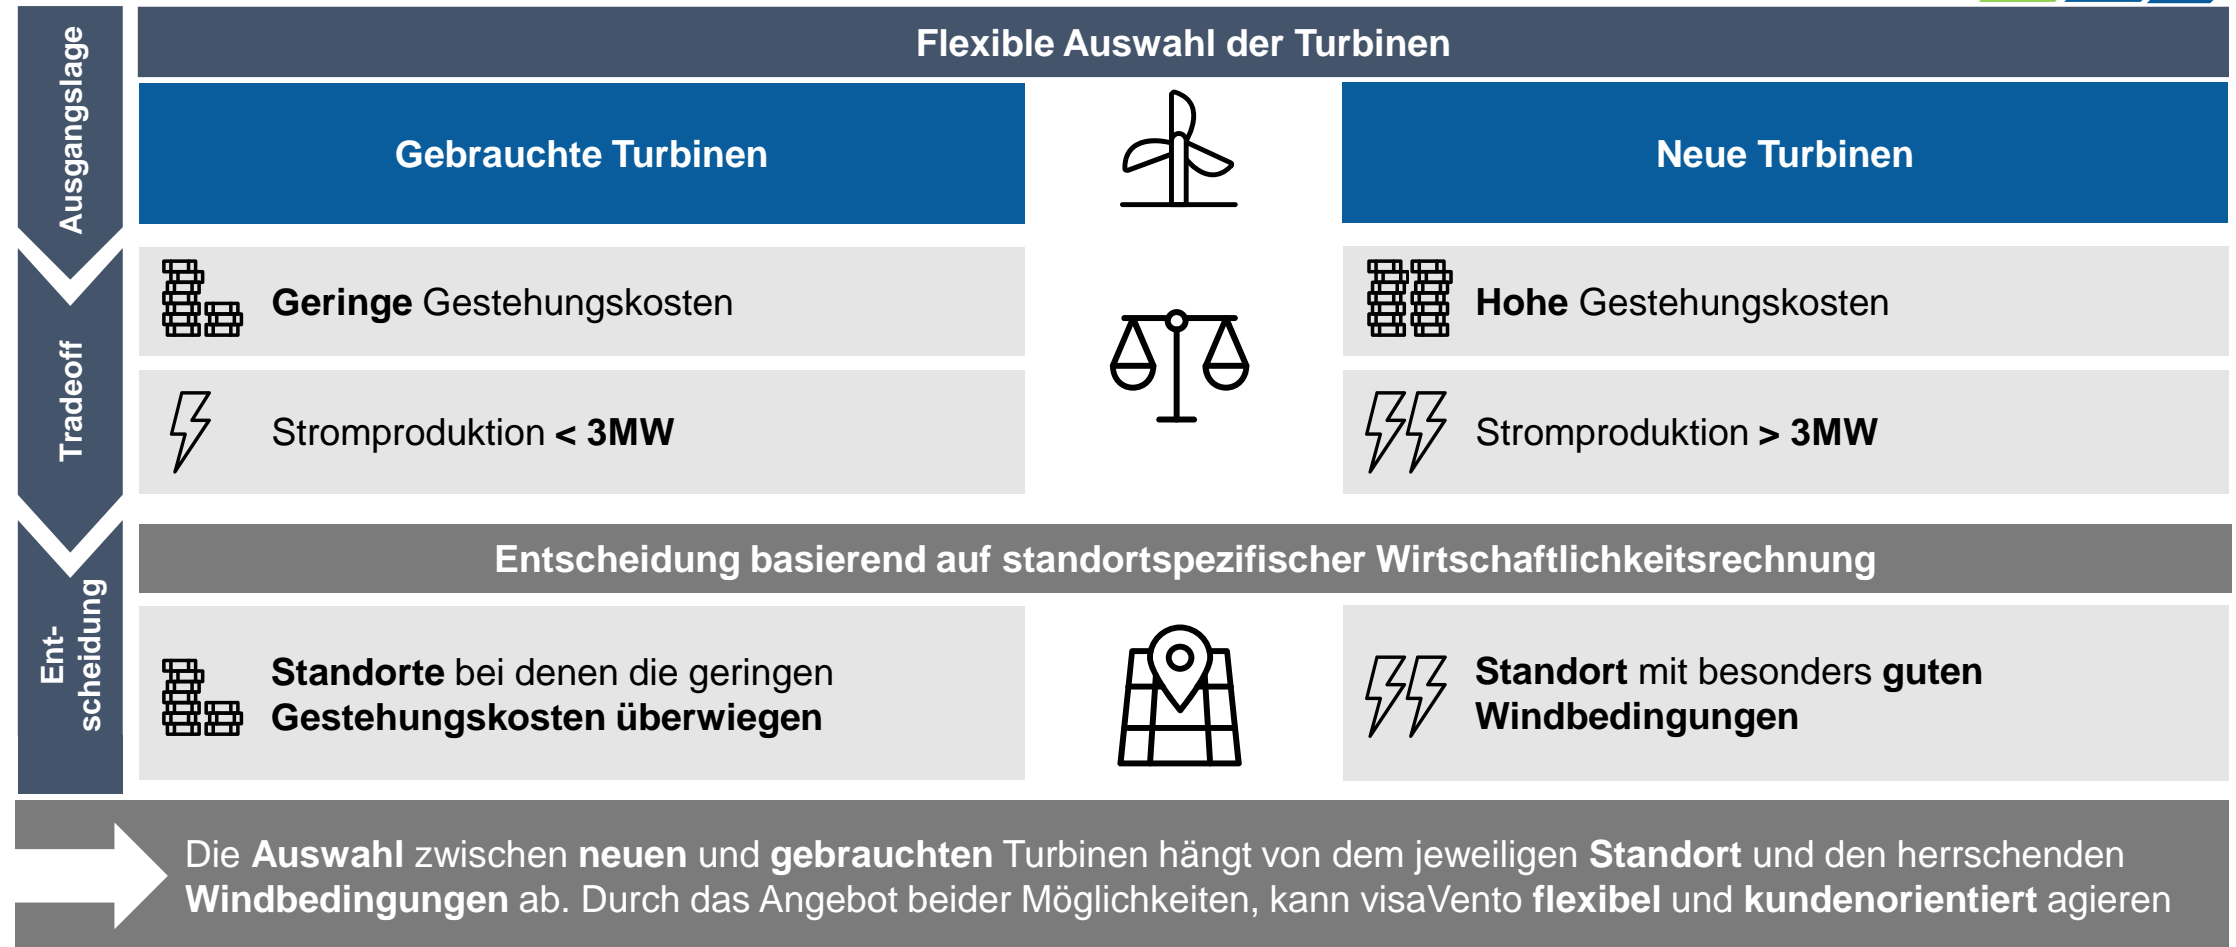 Ausgangslage
Flexible Auswahl der Turbinen
Gebrauchte Turbinen
Neue Turbinen
Tradeoff
Geringe Gestehungskosten
Hohe Gestehungskosten
Stromproduktion < 3MW
Stromproduktion > 3MW
Ent-
scheidung
Entscheidung basierend auf standortspezifischer Wirtschaftlichkeitsrechnung
Standorte bei denen die geringen
Gestehungskosten überwiegen
Standort mit besonders guten
Windbedingungen
Die Auswahl zwischen neuen und gebrauchten Turbinen hängt von dem jeweiligen Standort und den herrschenden
Windbedingungen ab. Durch das Angebot beider Möglichkeiten, kann visaVento flexibel und kundenorientiert agieren